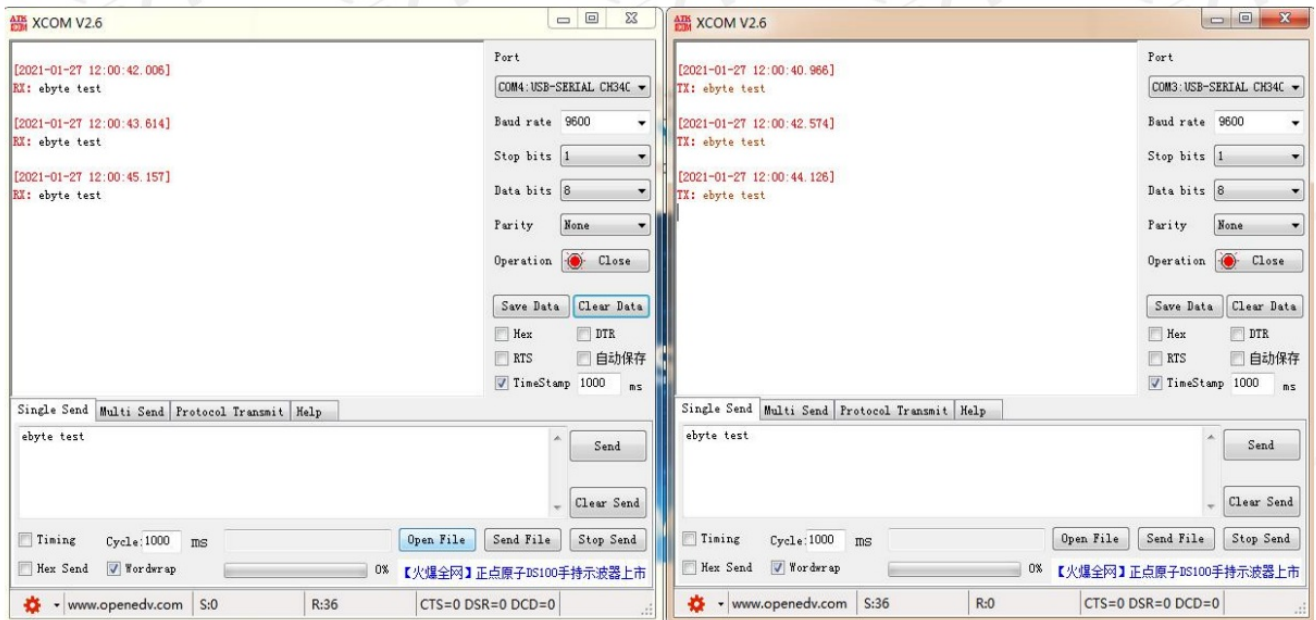 XCOM V2.6
[2021-01-27 12:00:42.006]
RX: ebyte test
[2021-01-27 12:00:43.614]
RX: ebyte test
[2021-01-27 12:00:45.157]
RX: ebyte test
Port
COM4:USB-SERIAL CH34C
Baud rate 9600
Stop bits 1
Data bits 8
Parity None
Operation Close
Save Data Clear Data
Hex DTR
RTS 自动保存
TimeStamp 1000 ms
Single Send Multi Send Protocol Transmit Help
ebyte test
Send
Clear Send
Timing Cycle:1000 ms Open File Send File Stop Send
Hex Send Wordwrap 0% 【火爆全网】正点原子DS100手持示波器上市
www.openedv.com S:0 R:36 CTS=0 DSR=0 DCD=0
XCOM V2.6
[2021-01-27 12:00:40.966]
TX: ebyte test
[2021-01-27 12:00:42.574]
TX: ebyte test
[2021-01-27 12:00:44.126]
TX: ebyte test
Port
COM3:USB-SERIAL CH34C
Baud rate 9600
Stop bits 1
Data bits 8
Parity None
Operation Close
Save Data Clear Data
Hex DTR
RTS 自动保存
TimeStamp 1000 ms
Single Send Multi Send Protocol Transmit Help
ebyte test
Send
Clear Send
Timing Cycle:1000 ms Open File Send File Stop Send
Hex Send Wordwrap 0% 【火爆全网】正点原子DS100手持示波器上市
www.openedv.com S:36 R:0 CTS=0 DSR=0 DCD=0